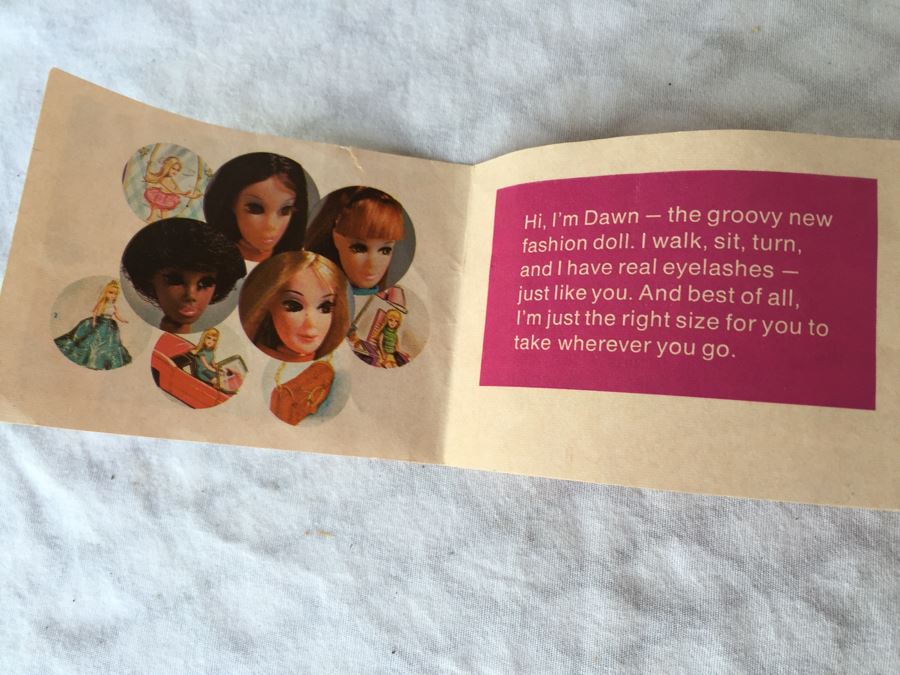 2
Hi, I'm Dawn — the groovy new
fashion doll. I walk, sit, turn,
and I have real eyelashes —
just like you. And best of all,
I'm just the right size for you to
take wherever you go.